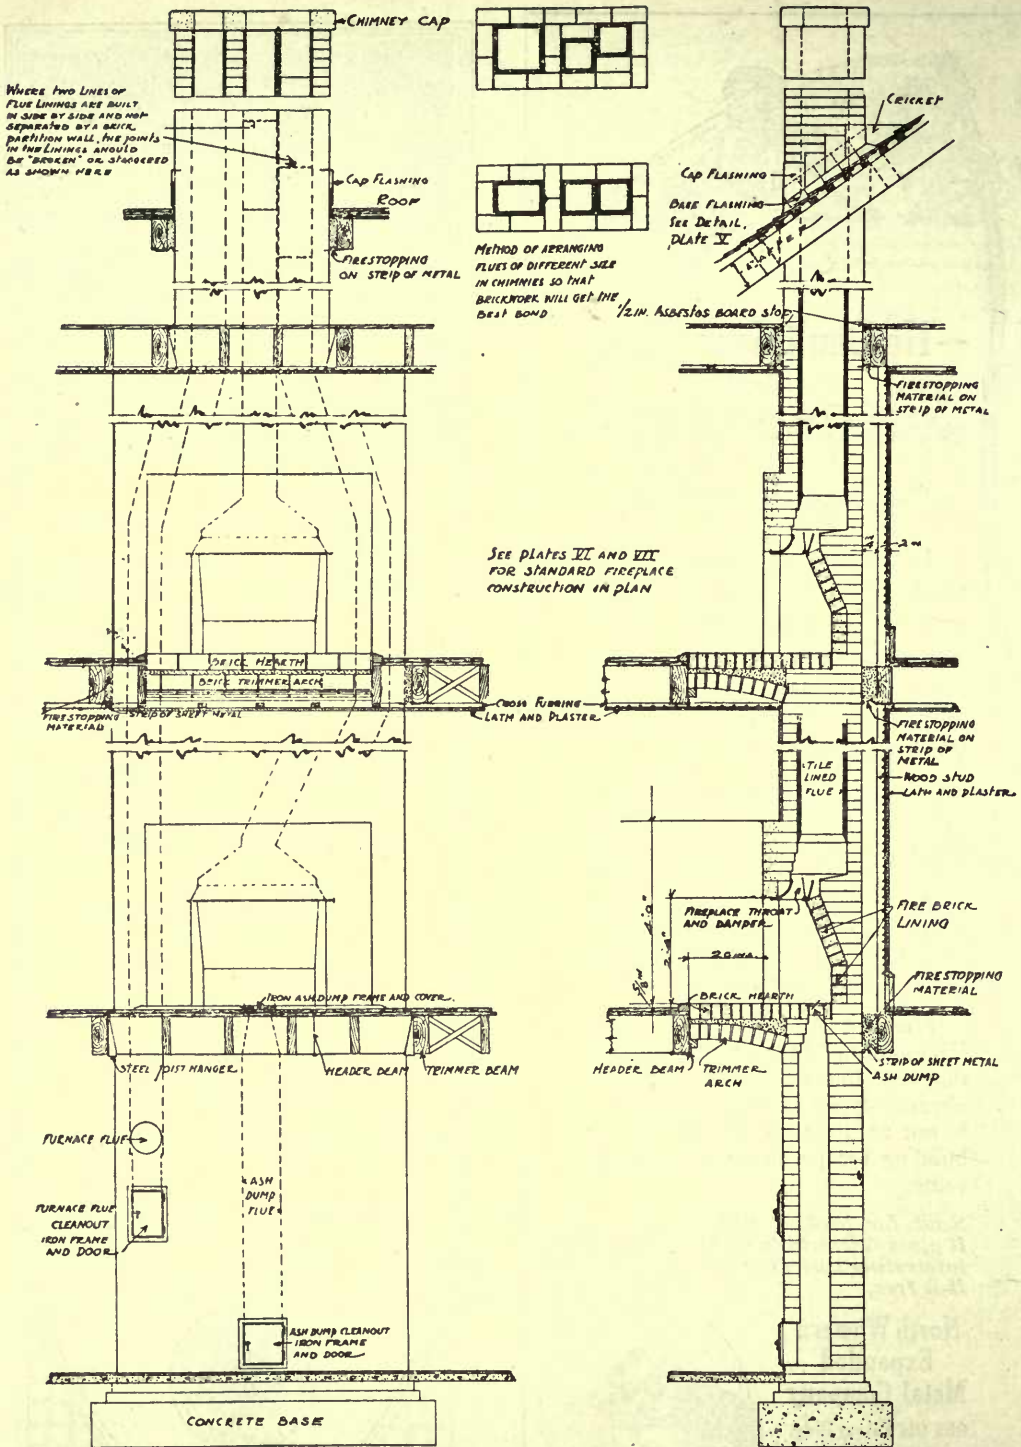 CHIMNEY CAP
WHERE TWO LINES OF
FLUE LININGS ARE BUILT
IN SIDE BY SIDE AND NOT
SEPARATED BY A BRICK
PARTITION WALL, THE JOINTS
IN THE LININGS SHOULD
BE "BROKEN" OR STAGGERED
AS SHOWN HERE
CAP FLASHING
ROOF
FIRESTOPPING
ON STRIP OF METAL
METHOD OF ARRANGING
FLUES OF DIFFERENT SIZE
IN CHIMNIES SO THAT
BRICKWORK WILL GET THE
BEST BOND
CRICKET
CAP FLASHING
BASE FLASHING
SEE DETAIL,
PLATE V
RAFTER
1/2 IN. ASBESTOS BOARD STOP
FIRESTOPPING
MATERIAL ON
STRIP OF METAL
SEE PLATES VI AND VII
FOR STANDARD FIREPLACE
CONSTRUCTION IN PLAN
BRICK HEARTH
BRICK TRIMMER ARCH
FIRESTOPPING
MATERIAL
STRIP OF SHEET METAL
CROSS FURRING
LATH AND PLASTER
FIRESTOPPING
MATERIAL ON
STRIP OF
METAL
WOOD STUD
LATH AND PLASTER
TILE
LINED
FLUE
FIREPLACE THROAT
AND DAMPER
FIRE BRICK
LINING
20 INS.
IRON ASH DUMP FRAME AND COVER.
BRICK HEARTH
FIRESTOPPING
MATERIAL
STEEL JOIST HANGER
HEADER BEAM
TRIMMER BEAM
HEADER BEAM
TRIMMER
ARCH
STRIP OF SHEET METAL
ASH DUMP
FURNACE FLUE
ASH
DUMP
FLUE
FURNACE FLUE
CLEANOUT
IRON FRAME
AND DOOR
ASH DUMP CLEANOUT
IRON FRAME
AND DOOR
CONCRETE BASE